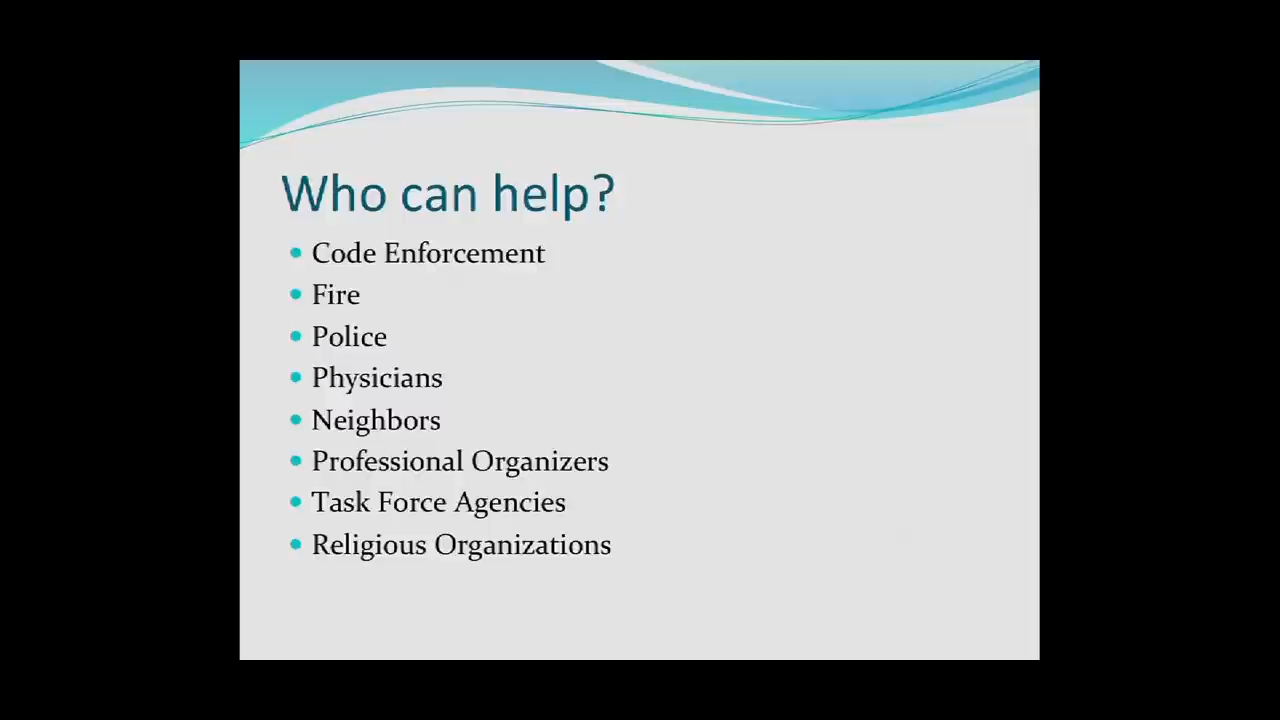 Who can help?
Code Enforcement
Fire
Police
Physicians
Neighbors
Professional Organizers
Task Force Agencies
Religious Organizations